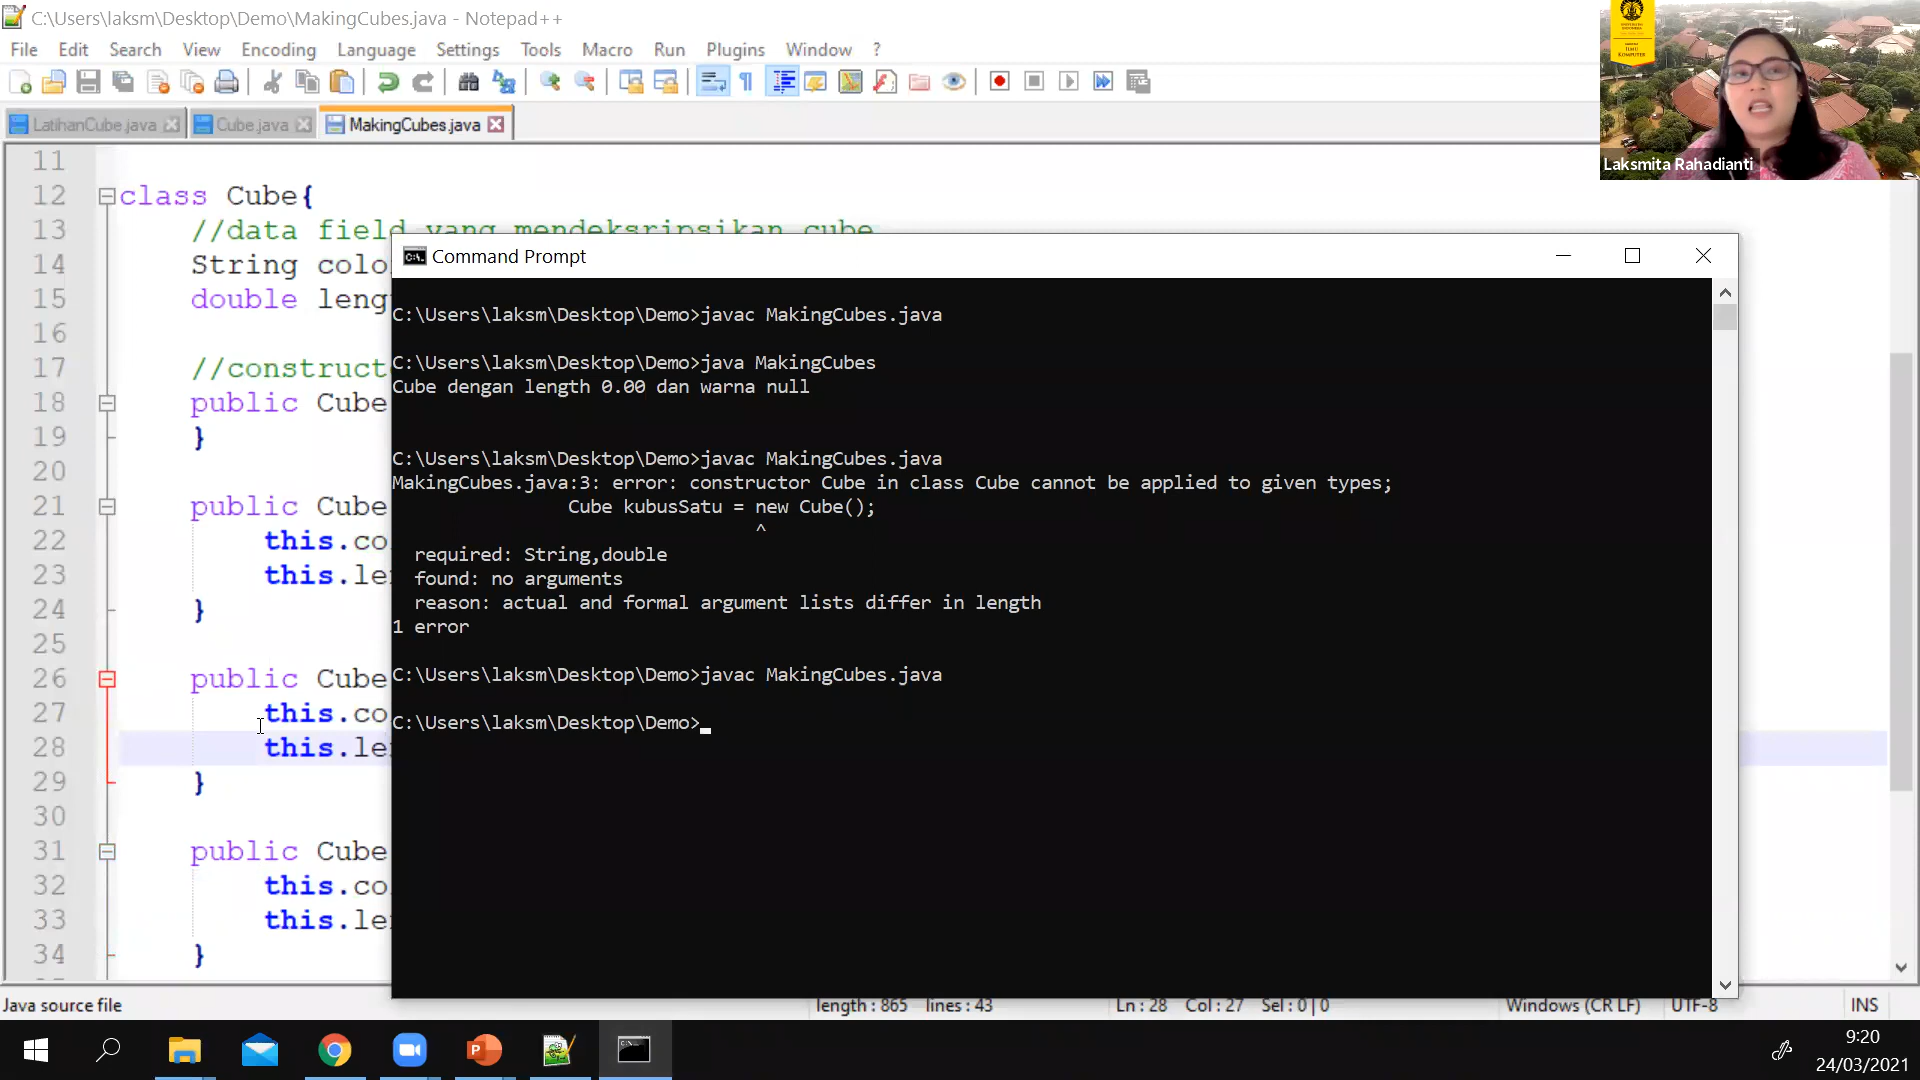 C:\Users\laksm\Desktop\Demo\MakingCubes.java - Notepad++
File Edit Search View Encoding Language Settings Tools Macro Run Plugins Window ?
LatihanCube.java Cube.java MakingCubes.java
Laksmita Rahadianti
11
12 class Cube{
13 //data field yang mendeksripsikan cube
14 String colo
15 double leng
16
17 //construct
18 public Cube
19 }
20
21 public Cube
22 this.co
23 this.le
24 }
25
26 public Cube
27 this.co
28 this.le
29 }
30
31 public Cube
32 this.co
33 this.le
34 }
Command Prompt
C:\Users\laksm\Desktop\Demo>javac MakingCubes.java
C:\Users\laksm\Desktop\Demo>java MakingCubes
Cube dengan length 0.00 dan warna null
C:\Users\laksm\Desktop\Demo>javac MakingCubes.java
MakingCubes.java:3: error: constructor Cube in class Cube cannot be applied to given types;
Cube kubusSatu = new Cube();
^
required: String,double
found: no arguments
reason: actual and formal argument lists differ in length
1 error
C:\Users\laksm\Desktop\Demo>javac MakingCubes.java
C:\Users\laksm\Desktop\Demo>
Java source file length : 865 lines : 43 Ln : 28 Col : 27 Sel : 0 | 0 Windows (CR LF) UTF-8 INS
9:20
24/03/2021